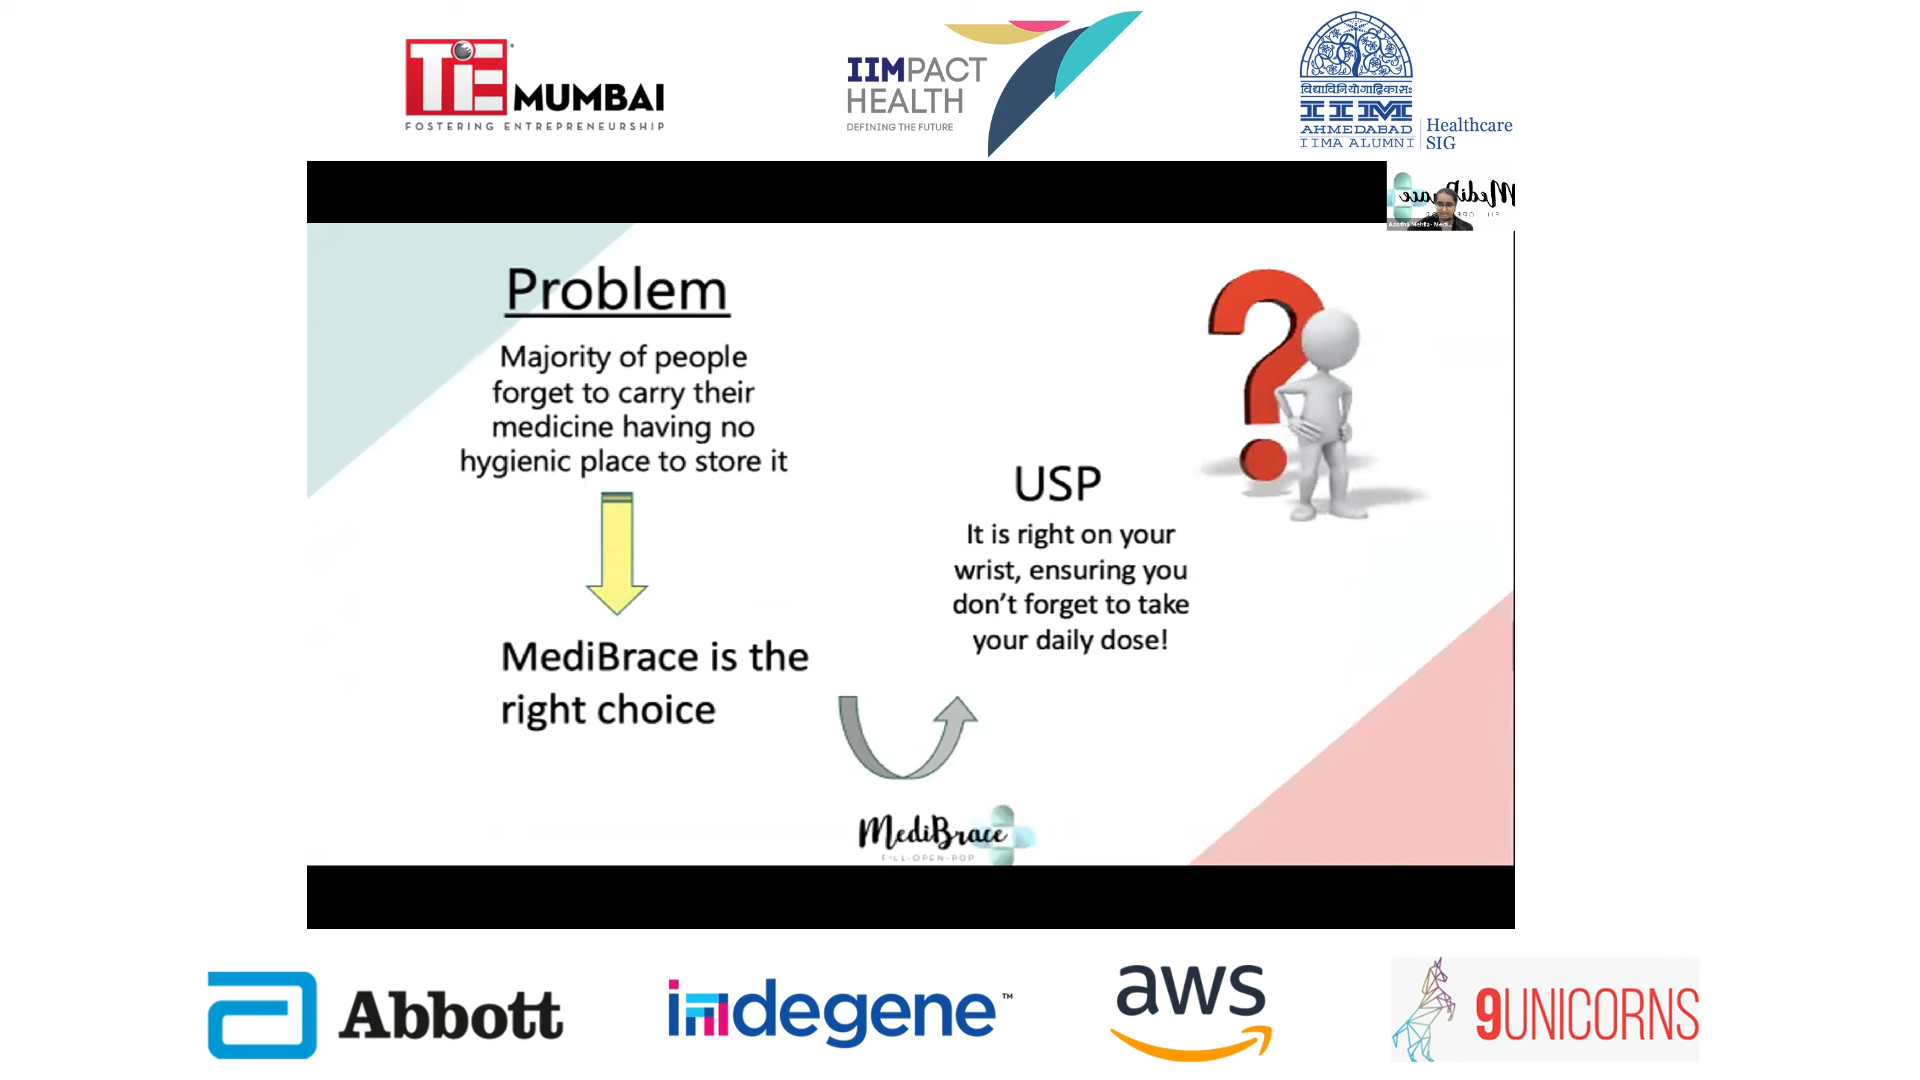 TiE MUMBAI
FOSTERING ENTREPRENEURSHIP
IIMPACT
HEALTH
DEFINING THE FUTURE
विद्याविनियोगाद्विकासः
IIM
AHMEDABAD
IIMA ALUMNI
Healthcare
SIG
MediBrace
Problem
Majority of people
forget to carry their
medicine having no
hygienic place to store it
MediBrace is the
right choice
USP
It is right on your
wrist, ensuring you
don't forget to take
your daily dose!
MediBrace
FILL-OPEN-POP
Abbott
indegene™
aws
9UNICORNS